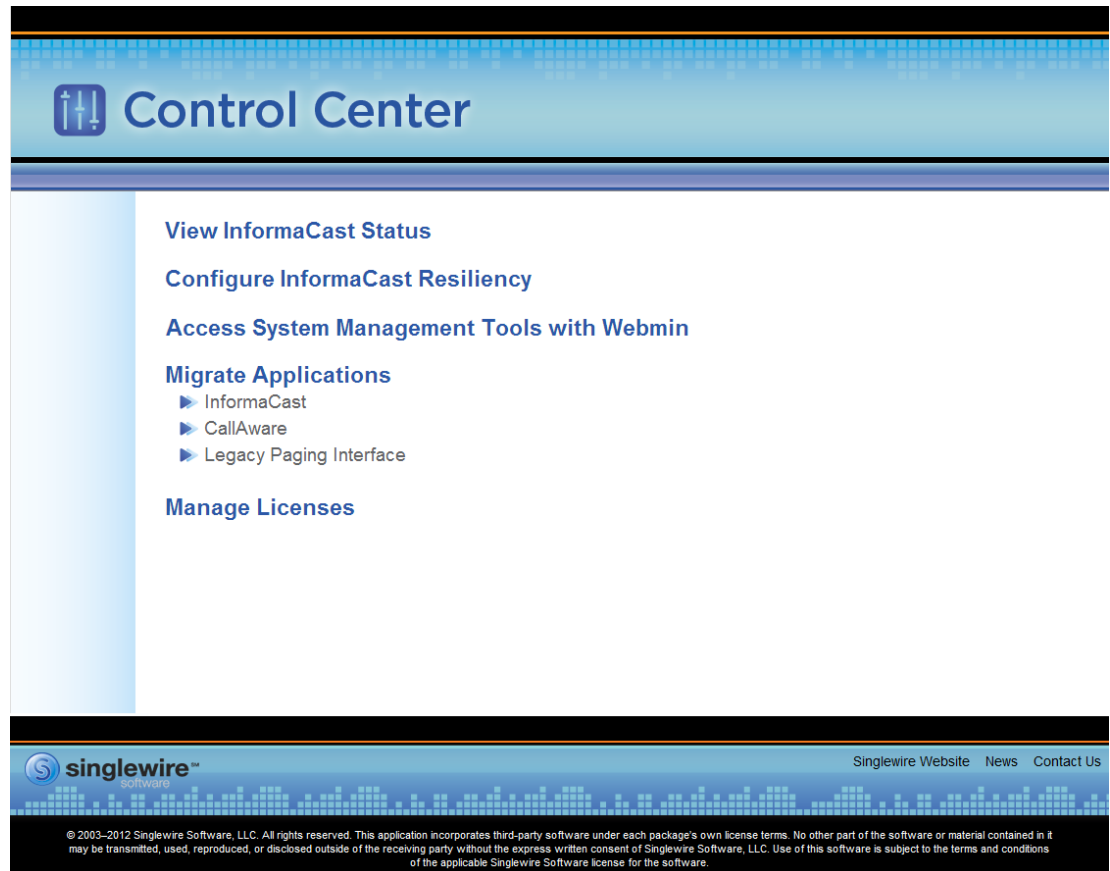 Control Center
View InformaCast Status
Configure InformaCast Resiliency
Access System Management Tools with Webmin
Migrate Applications
InformaCast
CallAware
Legacy Paging Interface
Manage Licenses
singlewire℠
software
Singlewire Website News Contact Us
© 2003–2012 Singlewire Software, LLC. All rights reserved. This application incorporates third-party software under each package's own license terms. No other part of the software or material contained in it
may be transmitted, used, reproduced, or disclosed outside of the receiving party without the express written consent of Singlewire Software, LLC. Use of this software is subject to the terms and conditions
of the applicable Singlewire Software license for the software.